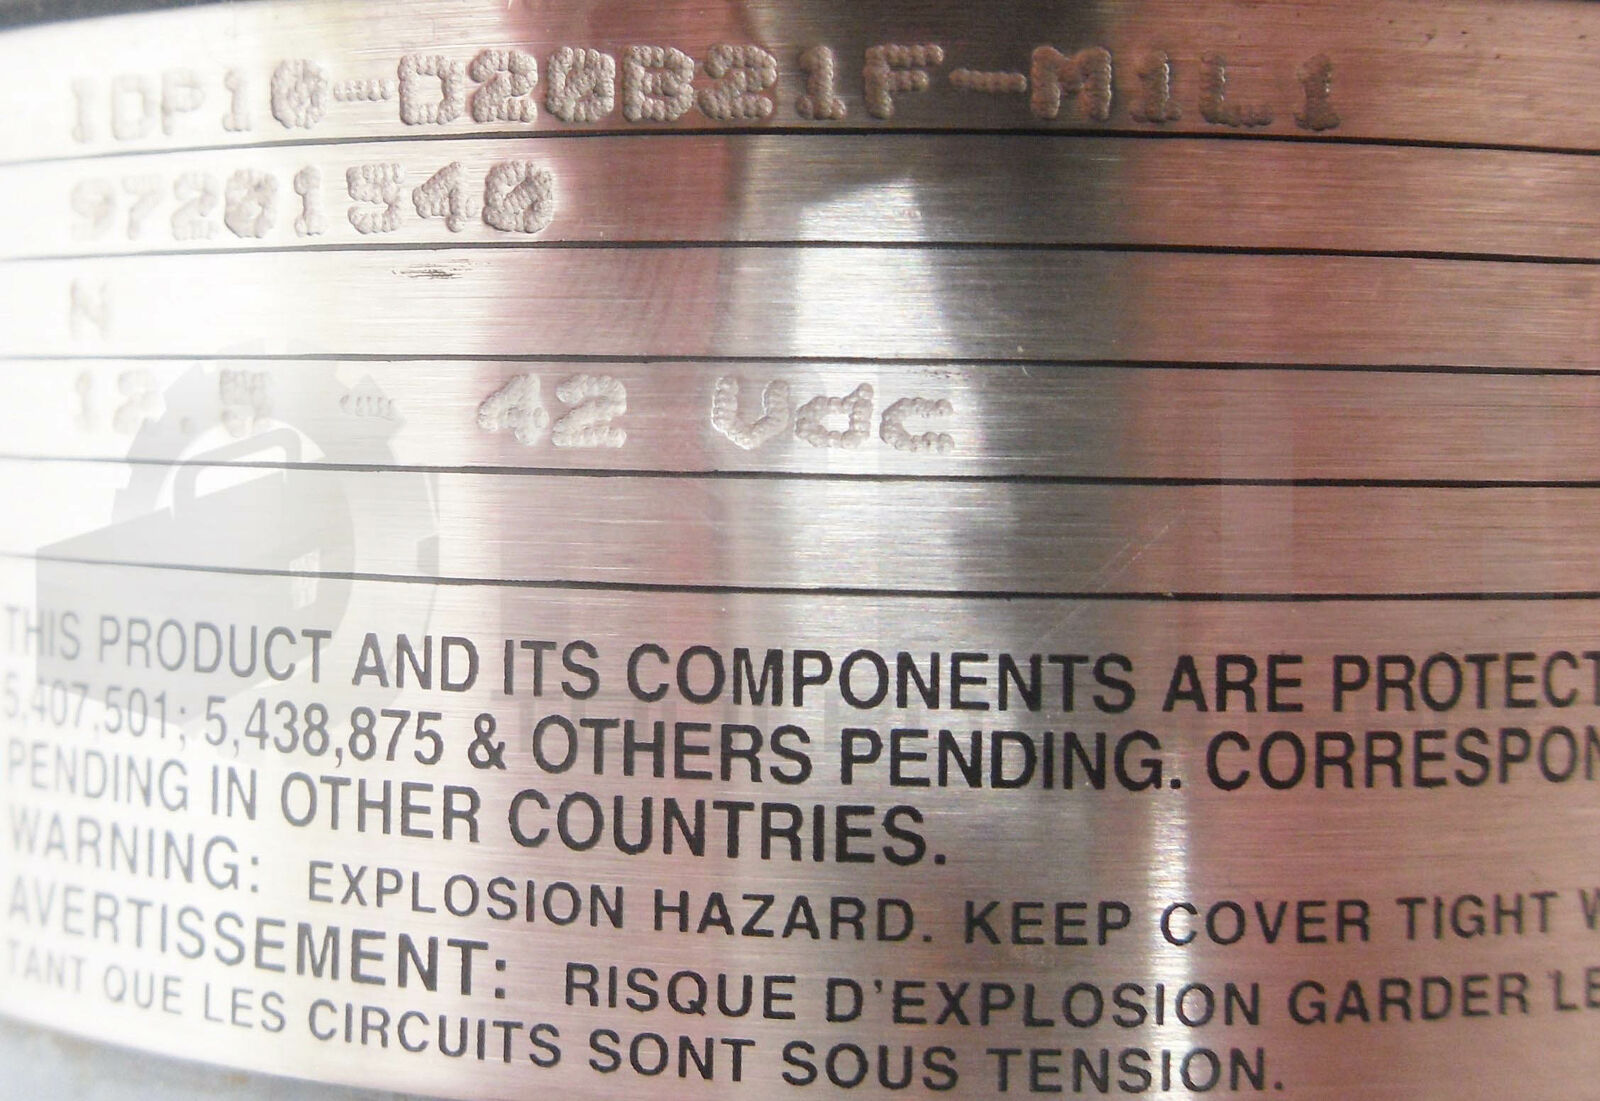 IDP10-D20B21F-M1L1
97201340
N
12.5 - 42 Vdc
THIS PRODUCT AND ITS COMPONENTS ARE PROTECT
5,407,501; 5,438,875 & OTHERS PENDING. CORRESPON
PENDING IN OTHER COUNTRIES.
WARNING: EXPLOSION HAZARD. KEEP COVER TIGHT W
AVERTISSEMENT: RISQUE D'EXPLOSION GARDER LE
TANT QUE LES CIRCUITS SONT SOUS TENSION.